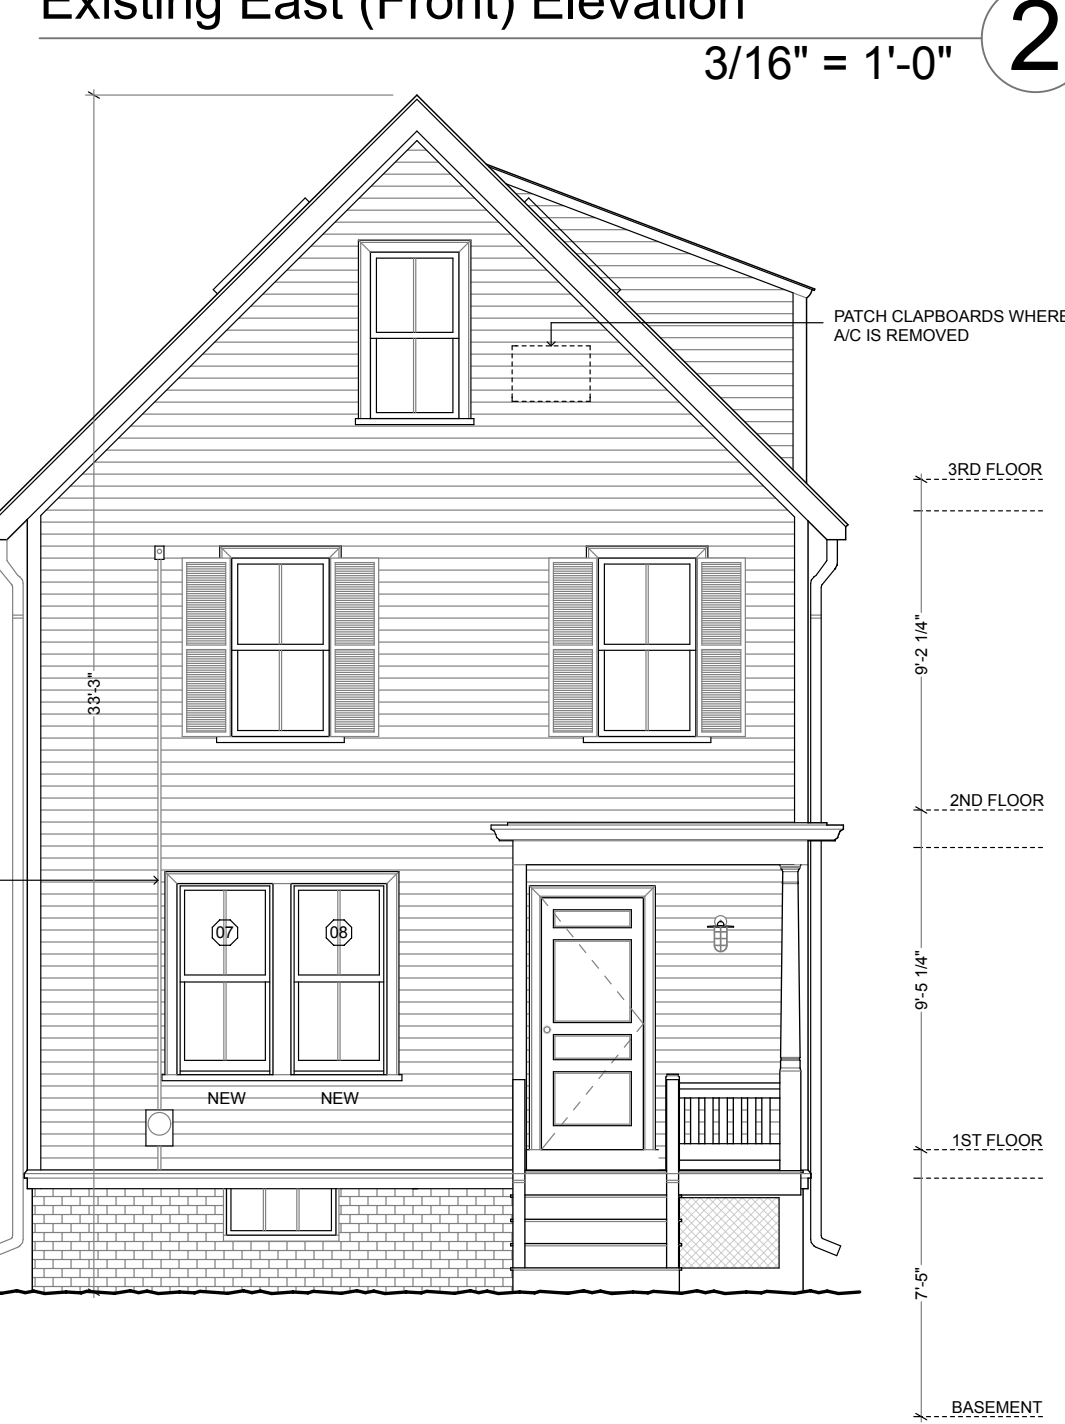 Existing East (Front) Elevation
2
3/16" = 1'-0"
PATCH CLAPBOARDS WHERE
A/C IS REMOVED
3RD FLOOR
9'-2 1/4"
33'-3"
2ND FLOOR
07
08
9'-5 1/4"
NEW
NEW
1ST FLOOR
7'-5"
BASEMENT